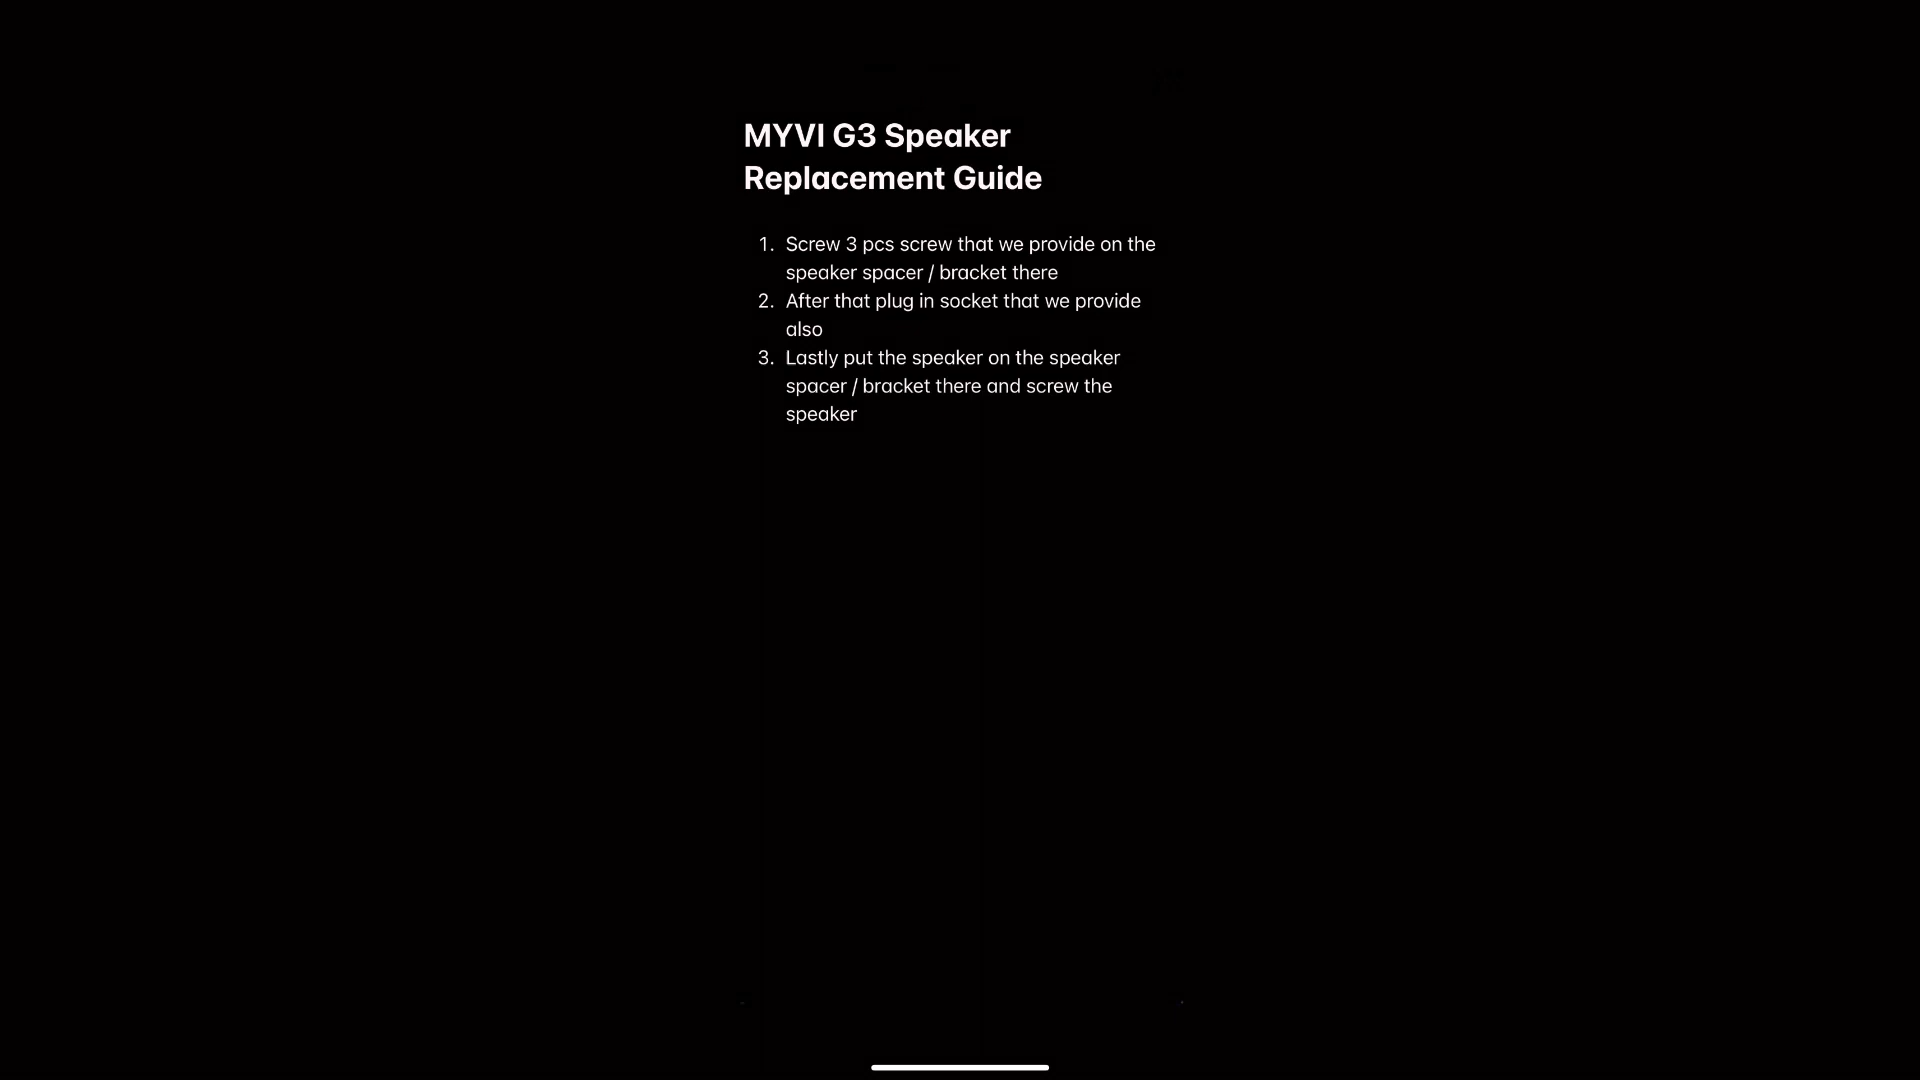 MYVI G3 Speaker
Replacement Guide
1. Screw 3 pcs screw that we provide on the
speaker spacer / bracket there
2. After that plug in socket that we provide
also
3. Lastly put the speaker on the speaker
spacer / bracket there and screw the
speaker